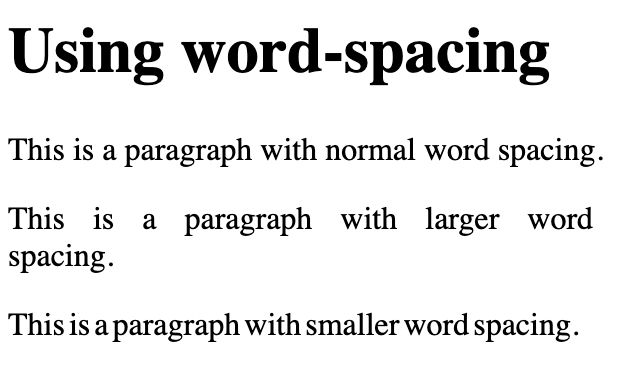 Using word-spacing
This is a paragraph with normal word spacing.
This is a paragraph with larger word
spacing.
This is a paragraph with smaller word spacing.